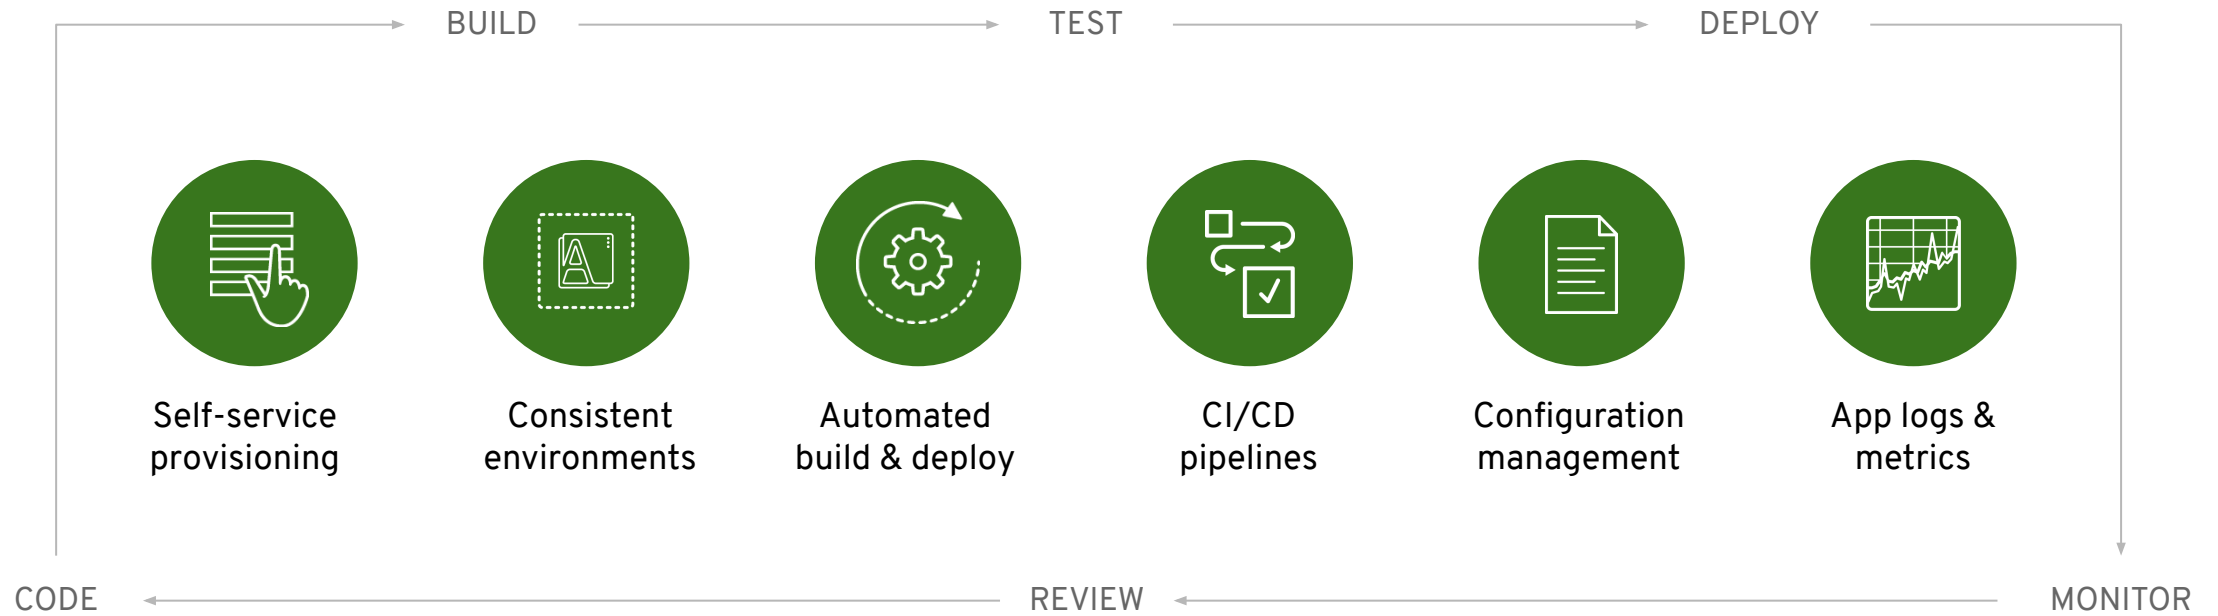 BUILD
TEST
DEPLOY
Self-service
provisioning
Consistent
environments
Automated
build & deploy
CI/CD
pipelines
Configuration
management
App logs &
metrics
CODE
REVIEW
MONITOR